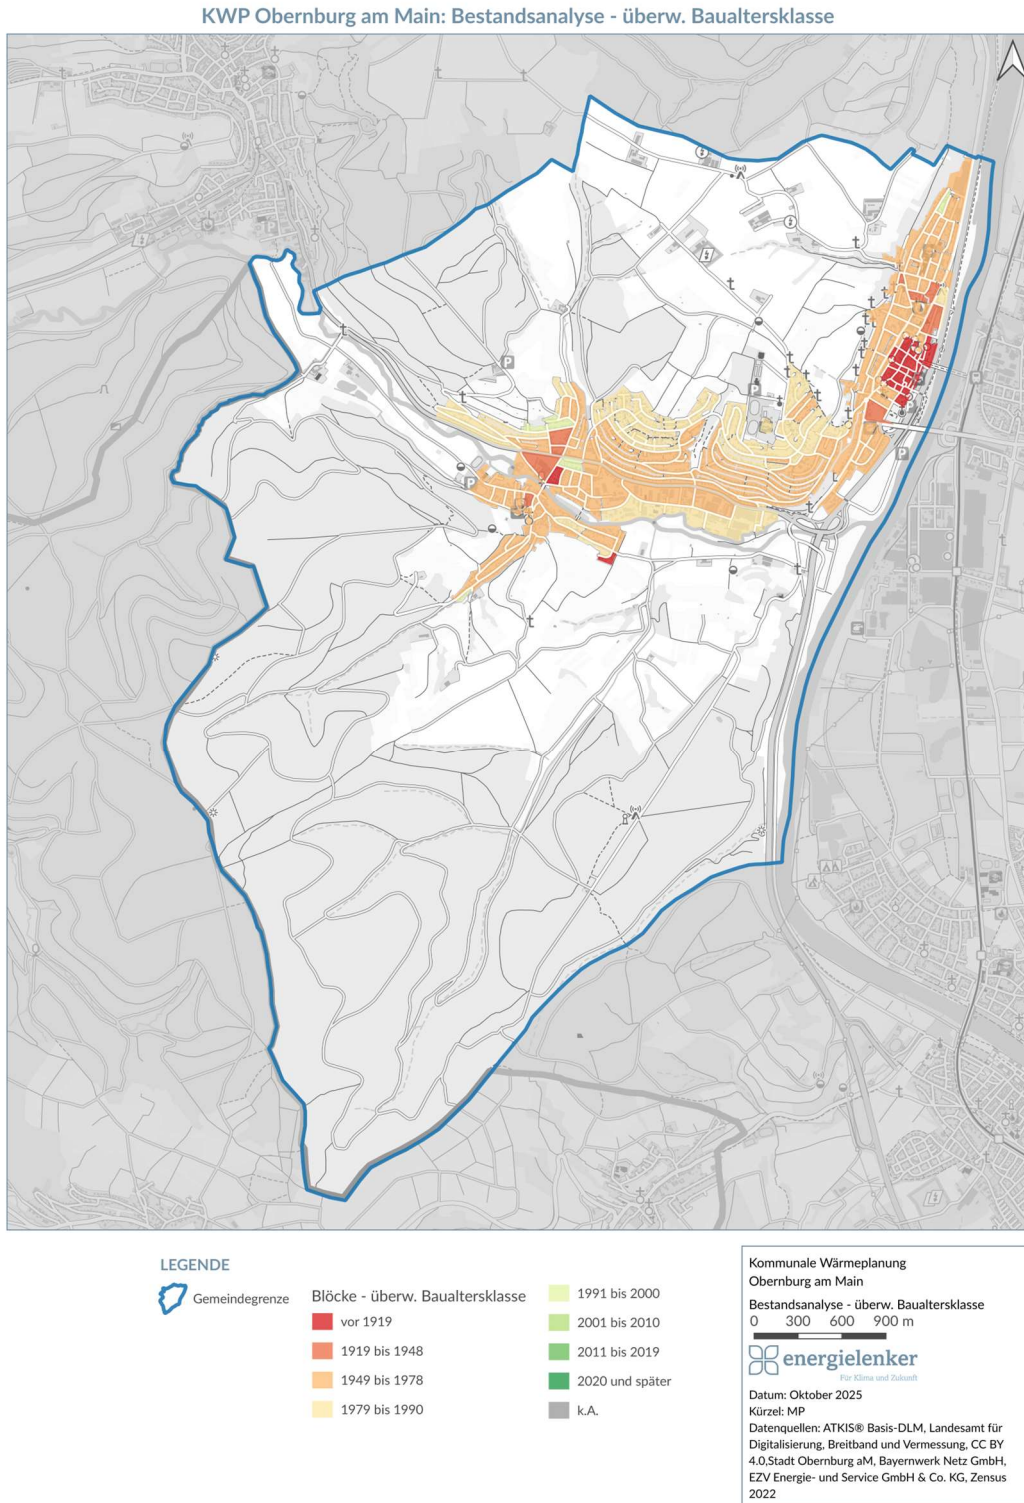 KWP Obernburg am Main: Bestandsanalyse - überw. Baualtersklasse
P
P
P
P
LEGENDE
Gemeindegrenze
Blöcke - überw. Baualtersklasse
vor 1919
1919 bis 1948
1949 bis 1978
1979 bis 1990
1991 bis 2000
2001 bis 2010
2011 bis 2019
2020 und später
k.A.
Kommunale Wärmeplanung
Obernburg am Main
Bestandsanalyse - überw. Baualtersklasse
0 300 600 900 m
energielenker
Für Klima und Zukunft
Datum: Oktober 2025
Kürzel: MP
Datenquellen: ATKIS® Basis-DLM, Landesamt für
Digitalisierung, Breitband und Vermessung, CC BY
4.0,Stadt Obernburg aM, Bayernwerk Netz GmbH,
EZV Energie- und Service GmbH & Co. KG, Zensus
2022